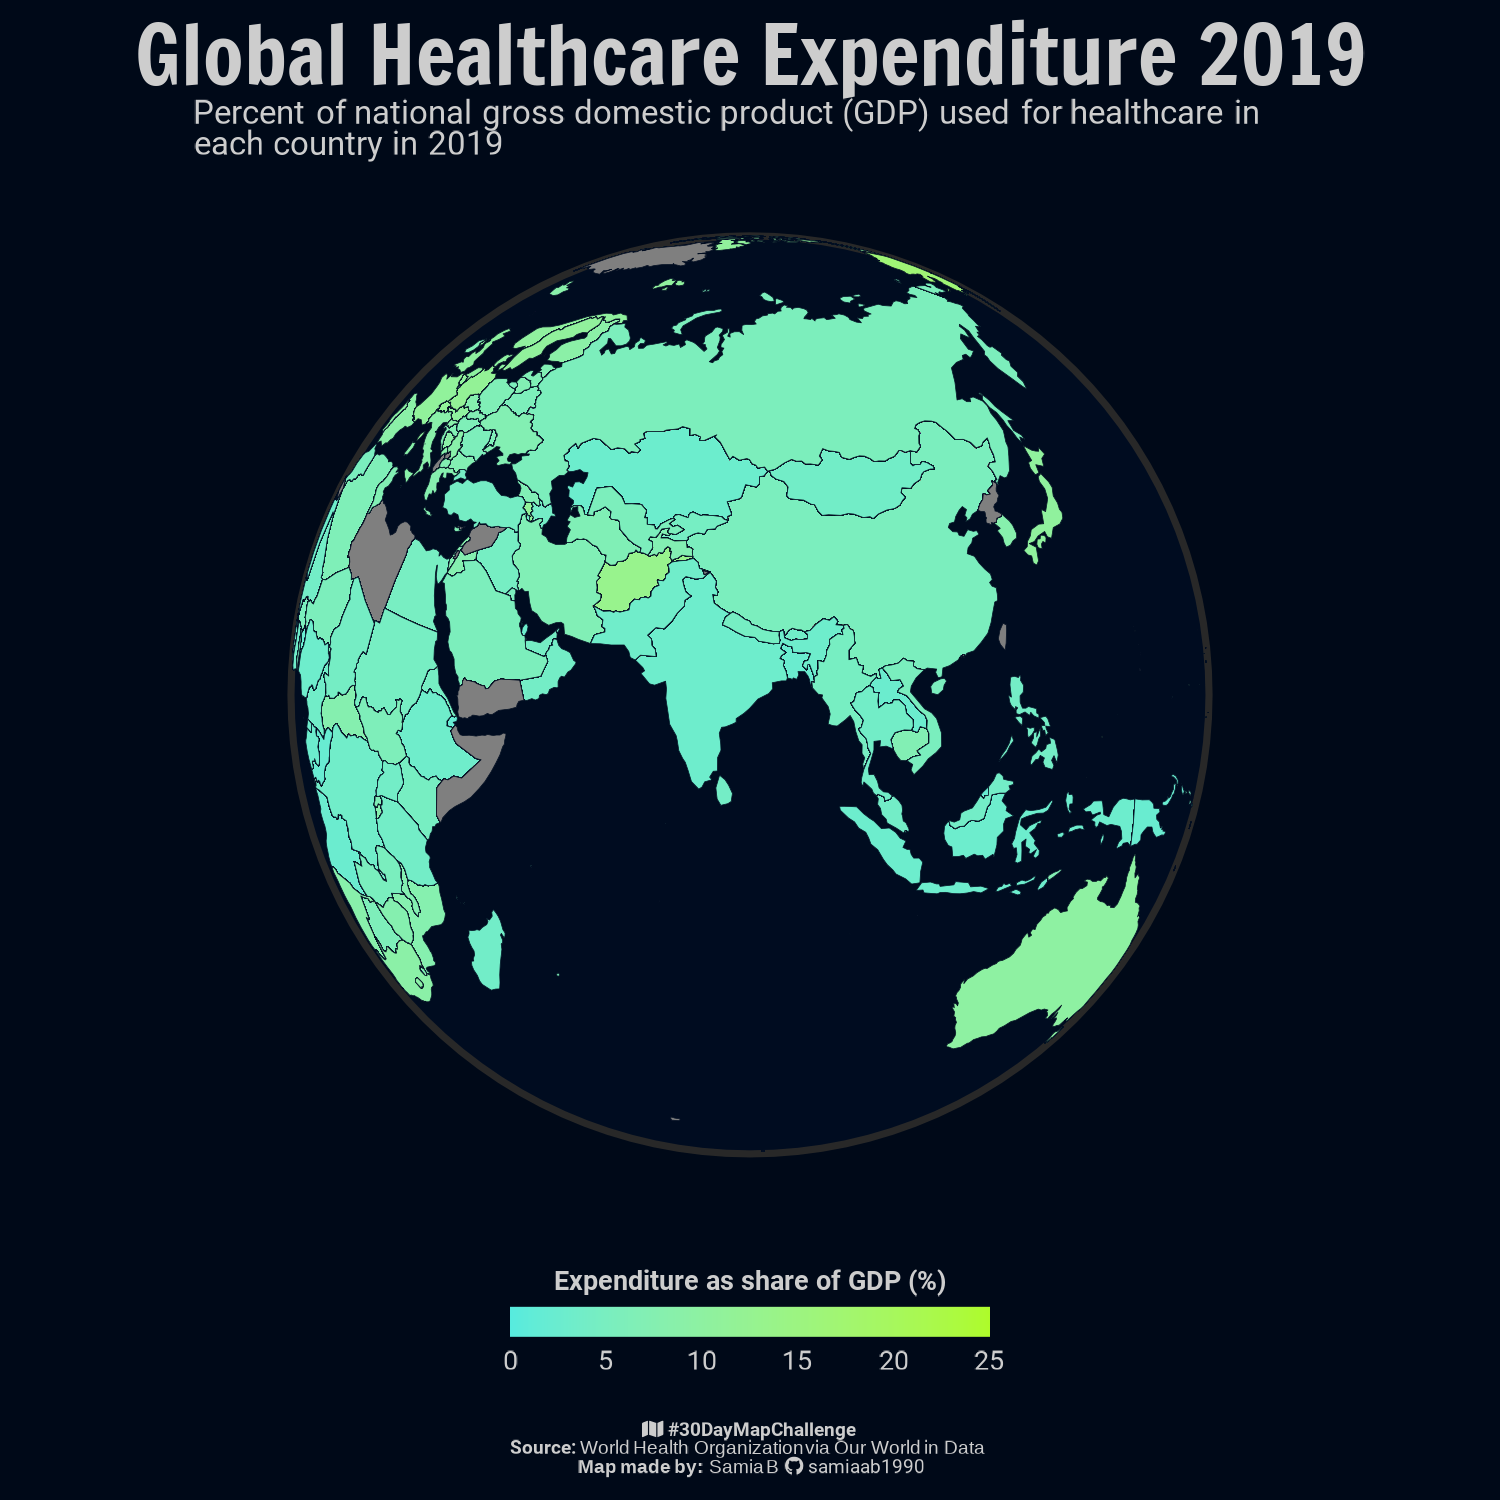 Global Healthcare Expenditure 2019
Percent of national gross domestic product (GDP) used for healthcare in
each country in 2019
Expenditure as share of GDP (%)
0 5 10 15 20 25
#30DayMapChallenge
Source: World Health Organization via Our World in Data
Map made by: Samia B samiaab1990